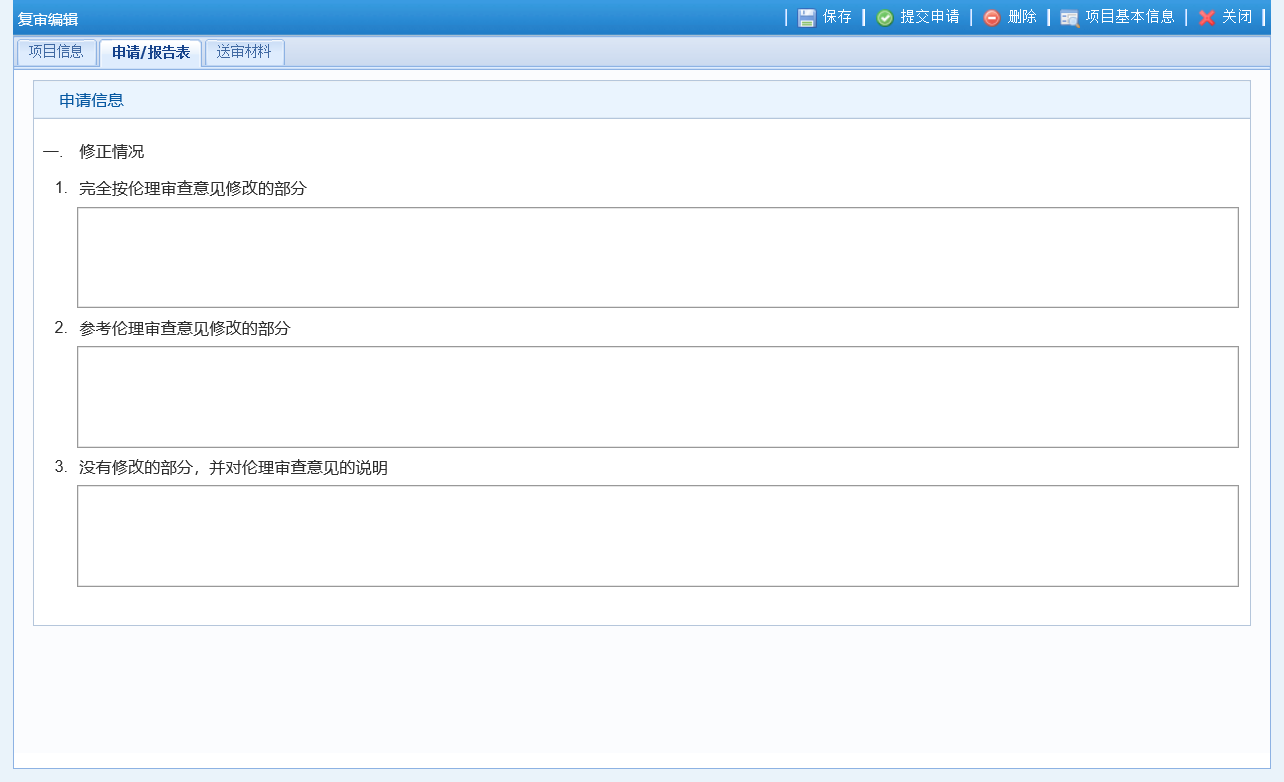 复审编辑
保存 提交申请 删除 项目基本信息 关闭
项目信息 申请/报告表 送审材料
申请信息
一. 修正情况
1. 完全按伦理审查意见修改的部分
2. 参考伦理审查意见修改的部分
3. 没有修改的部分，并对伦理审查意见的说明